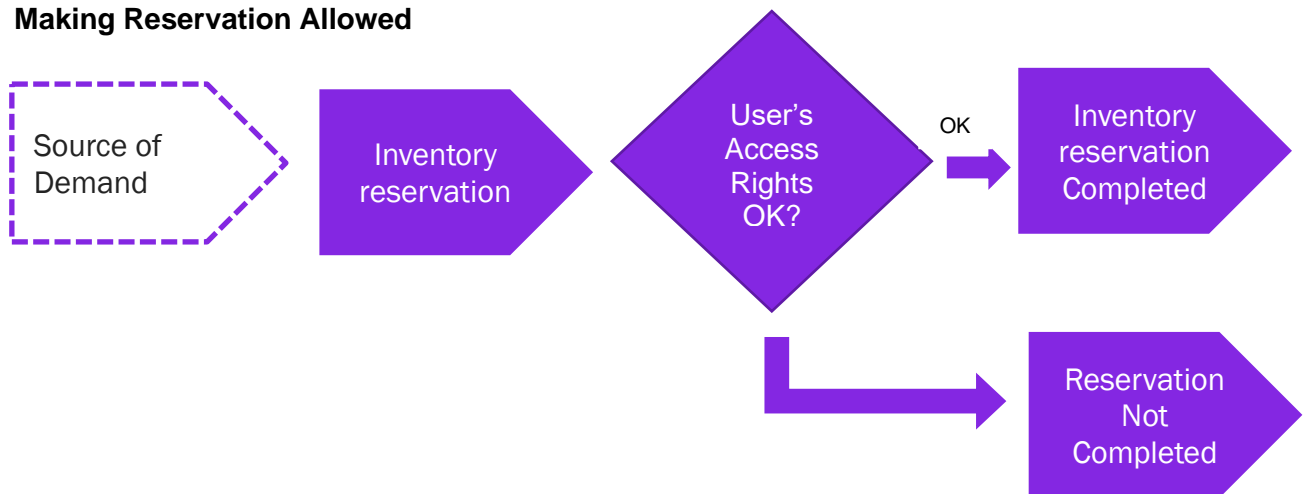 Making Reservation Allowed
Source of
Demand
Inventory
reservation
User's
Access
Rights
OK?
OK
Inventory
reservation
Completed
Reservation
Not
Completed